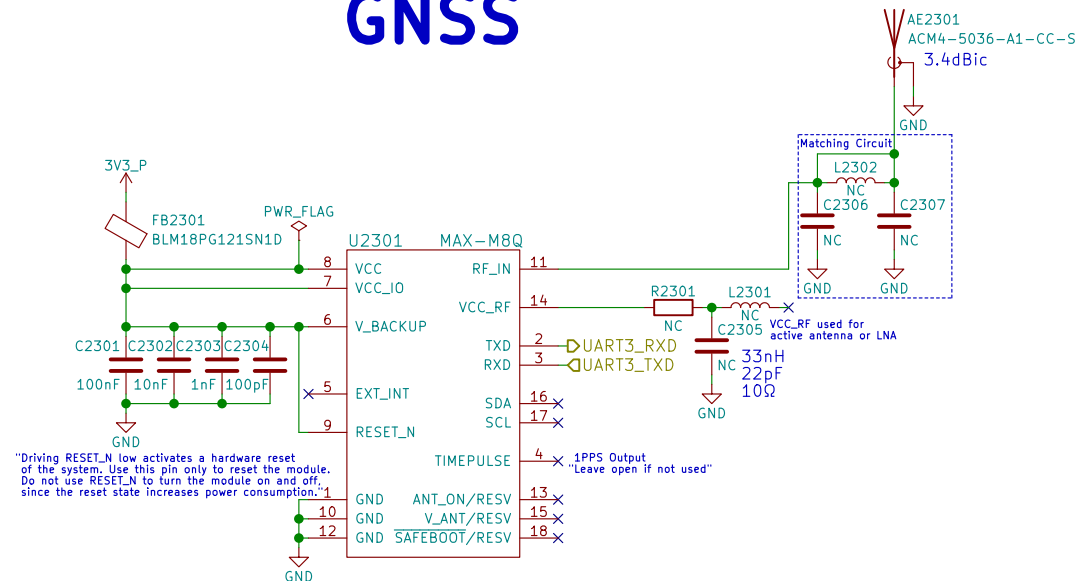 GNSS
AE2301
ACM4-5036-A1-CC-S
3.4dBic
GND
Matching Circuit
L2302
NC
C2306
NC
C2307
NC
GND
GND
3V3_P
FB2301
BLM18PG121SN1D
PWR_FLAG
U2301
MAX-M8Q
8 VCC
7 VCC_IO
6 V_BACKUP
5 EXT_INT
9 RESET_N
1 GND
10 GND
12 GND
RF_IN 11
VCC_RF 14
TXD 2
RXD 3
SDA 16
SCL 17
TIMEPULSE 4
ANT_ON/RESV 13
V_ANT/RESV 15
SAFEBOOT/RESV 18
R2301
NC
L2301
NC
VCC_RF used for
active antenna or LNA
C2305
NC
33nH
22pF
10Ω
GND
UART3_RXD
UART3_TXD
C2301
100nF
C2302
10nF
C2303
1nF
C2304
100pF
GND
"Driving RESET_N low activates a hardware reset
of the system. Use this pin only to reset the module.
Do not use RESET_N to turn the module on and off,
since the reset state increases power consumption."
1PPS Output
"Leave open if not used"
GND